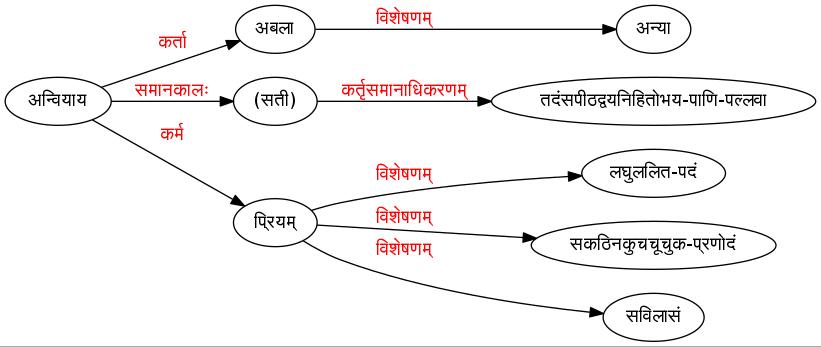 विशेषणम्
अबला
अन्या
कर्ता
समानकालः
कर्तृसमानाधिकरणम्
अन्वियाय
(सती)
तदंसपीठद्वयनिहितोभय-पाणि-पल्लवा
कर्म
विशेषणम्
लघुललित-पदं
विशेषणम्
प्रियम्
सकठिनकुचचूचुक-प्रणोदं
विशेषणम्
सविलासं